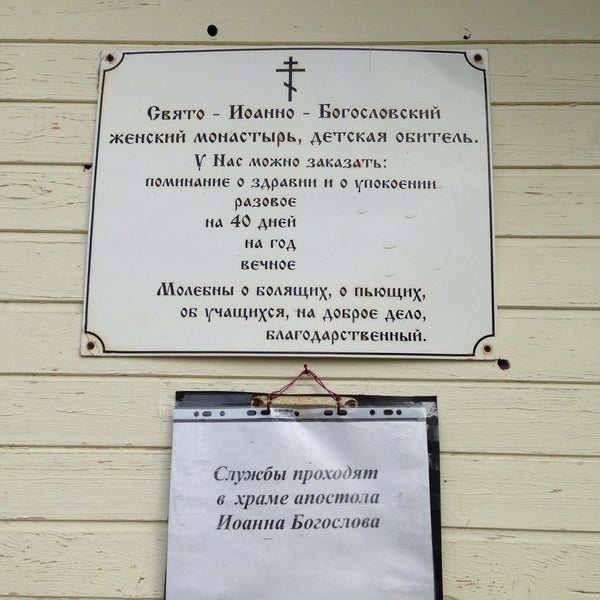 Свято - Иоанно - Богословский
женский монастырь, детская обитель.
У Нас можно заказать:
поминание о здравии и о упокоении
разовое
на 40 дней
на год
вечное
Молебны о болящих, о пьющих,
об учащихся, на доброе дело,
благодарственный.
Службы проходят
в храме апостола
Иоанна Богослова